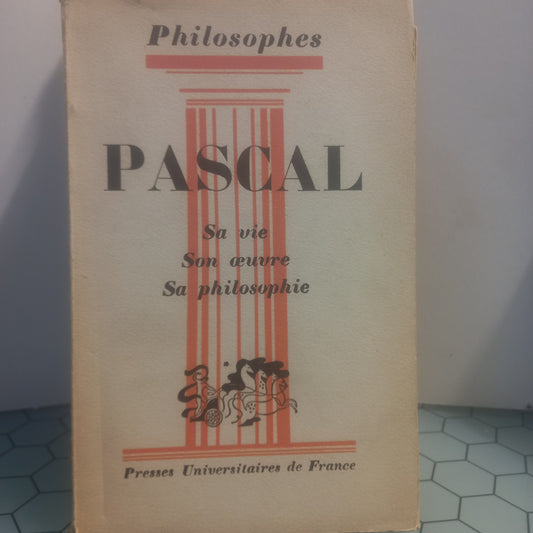 Philosophes
PASCAL
Sa vie
Son œuvre
Sa philosophie
Presses Universitaires de France